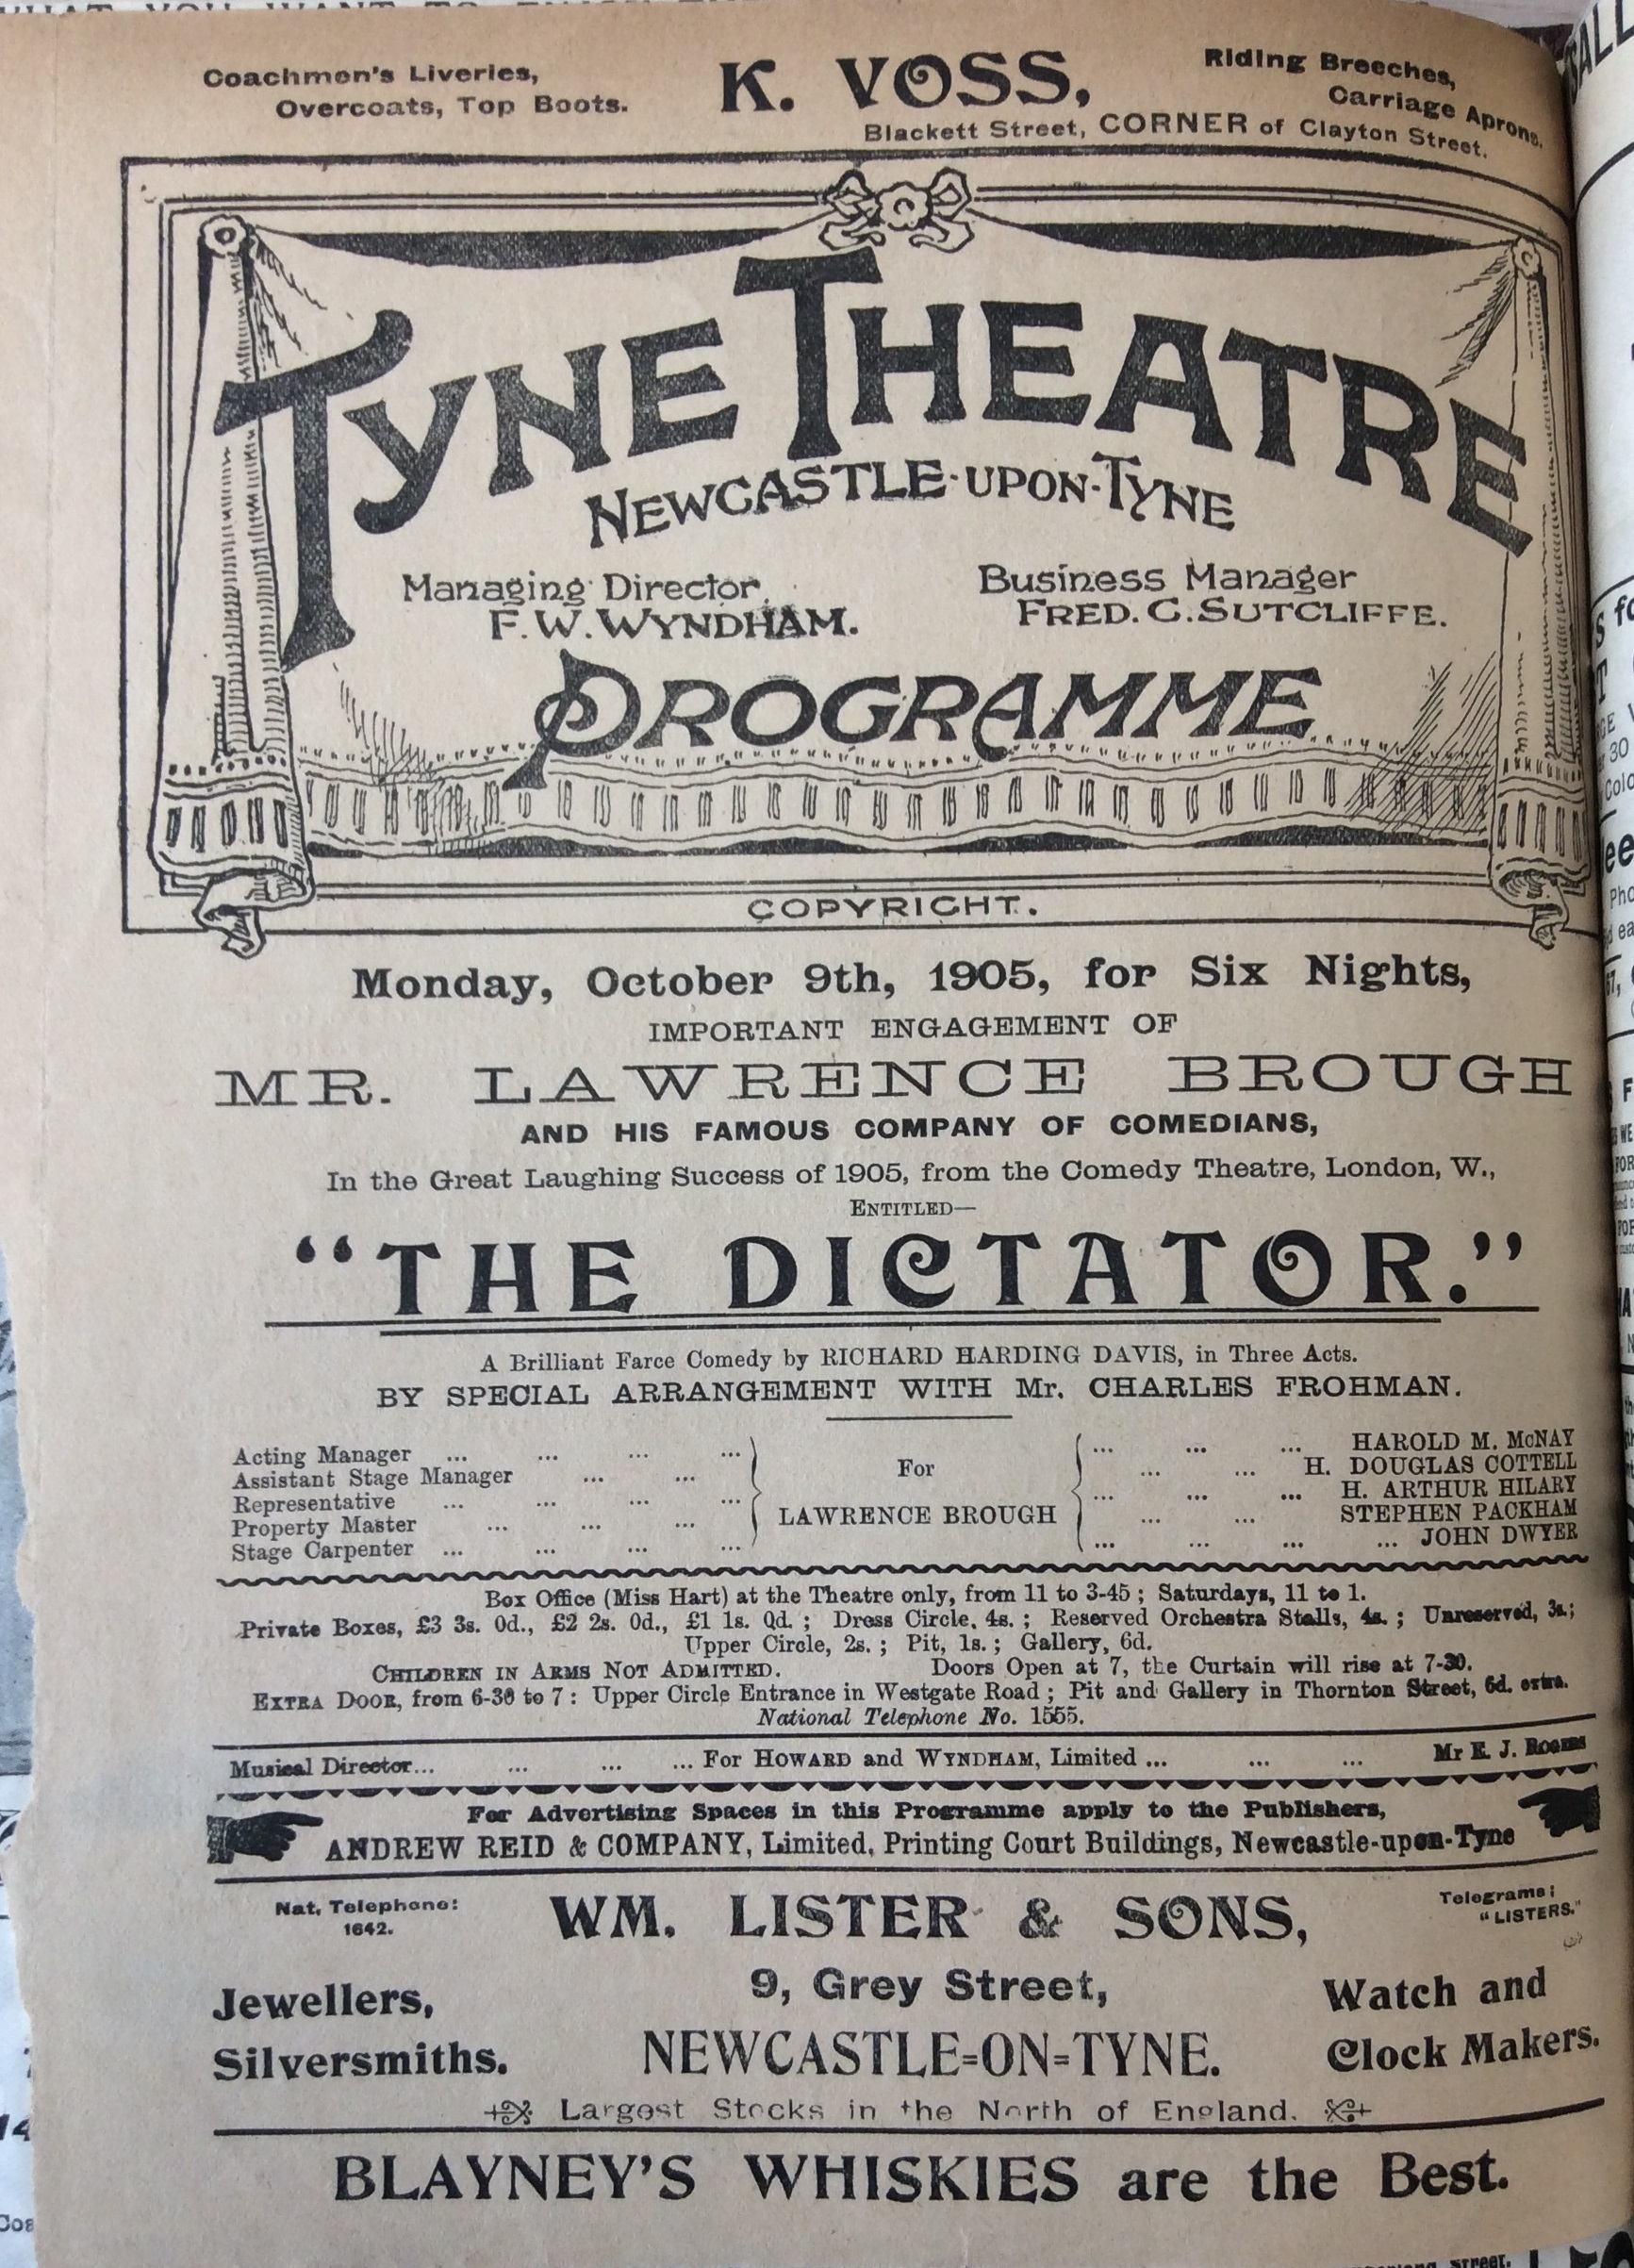 Coachmen's Liveries,
Overcoats, Top Boots.
K. VOSS,
Riding Breeches,
Carriage Aprons.
Blackett Street, CORNER of Clayton Street.
TYNE THEATRE
NEWCASTLE-UPON-TYNE
Managing Director,
F. W. WYNDHAM.
Business Manager
FRED. C. SUTCLIFFE.
PROGRAMME
COPYRIGHT.
Monday, October 9th, 1905, for Six Nights,
IMPORTANT ENGAGEMENT OF
MR. LAWRENCE BROUGH
AND HIS FAMOUS COMPANY OF COMEDIANS,
In the Great Laughing Success of 1905, from the Comedy Theatre, London, W.,
ENTITLED—
"THE DICTATOR."
A Brilliant Farce Comedy by RICHARD HARDING DAVIS, in Three Acts.
BY SPECIAL ARRANGEMENT WITH Mr. CHARLES FROHMAN.
Acting Manager ... ... ... ... ... ... ... HAROLD M. McNAY
Assistant Stage Manager ... ... For ... ... H. DOUGLAS COTTELL
Representative ... ... ... ... ... ... ... H. ARTHUR HILARY
Property Master ... ... ... LAWRENCE BROUGH ... ... STEPHEN PACKHAM
Stage Carpenter ... ... ... ... ... ... ... ... JOHN DWYER
Box Office (Miss Hart) at the Theatre only, from 11 to 3-45 ; Saturdays, 11 to 1.
Private Boxes, £3 3s. 0d., £2 2s. 0d., £1 1s. 0d. ; Dress Circle, 4s. ; Reserved Orchestra Stalls, 4s. ; Unreserved, 3s.;
Upper Circle, 2s. ; Pit, 1s. ; Gallery, 6d.
CHILDREN IN ARMS NOT ADMITTED. Doors Open at 7, the Curtain will rise at 7-30.
EXTRA DOOR, from 6-30 to 7 : Upper Circle Entrance in Westgate Road ; Pit and Gallery in Thornton Street, 6d. extra.
National Telephone No. 1555.
Musical Director... ... ... ... For HOWARD and WYNDHAM, Limited ... ... ... Mr E. J. ROGERS
For Advertising Spaces in this Programme apply to the Publishers,
ANDREW REID & COMPANY, Limited, Printing Court Buildings, Newcastle-upon-Tyne
Nat. Telephone:
1642.
WM. LISTER & SONS,
Telegrams:
"LISTERS."
Jewellers,
Silversmiths.
9, Grey Street,
NEWCASTLE=ON=TYNE.
Watch and
Clock Makers.
Largest Stocks in the North of England.
BLAYNEY'S WHISKIES are the Best.